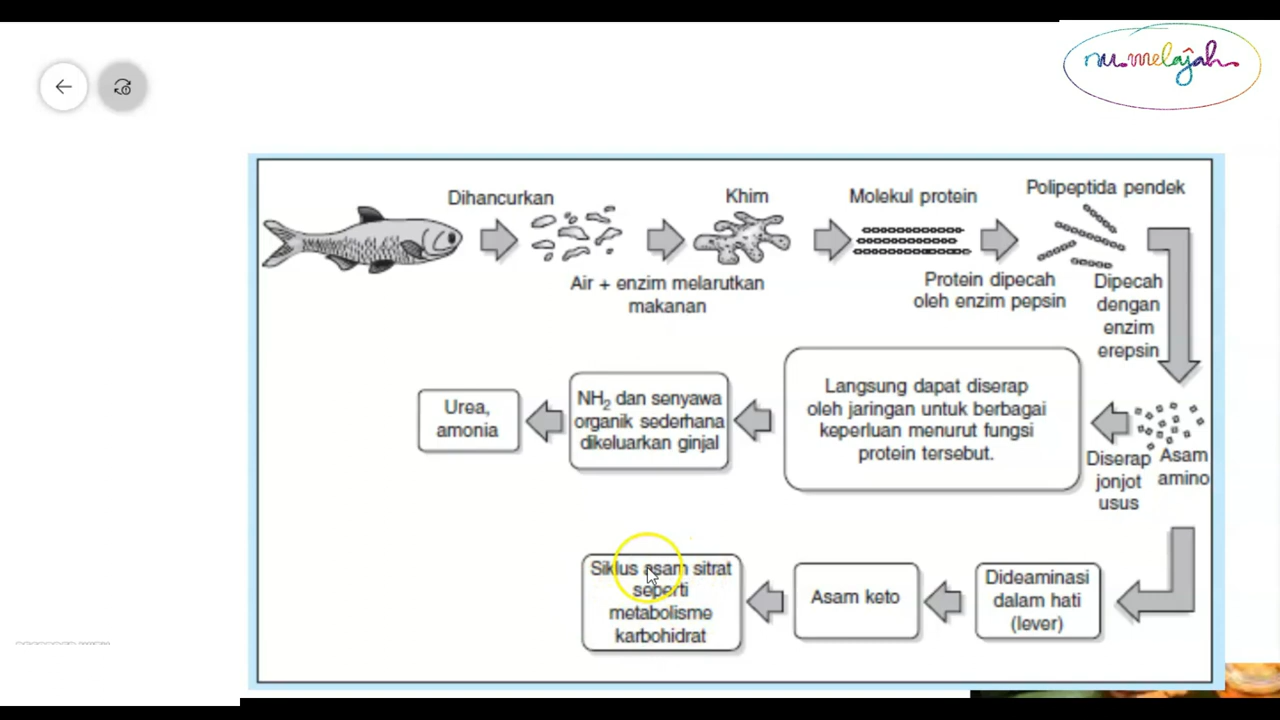 nu.melajah
Dihancurkan
Khim
Molekul protein
Polipeptida pendek
Air + enzim melarutkan
makanan
Protein dipecah
oleh enzim pepsin
Dipecah
dengan
enzim
erepsin
Urea,
amonia
NH2 dan senyawa
organik sederhana
dikeluarkan ginjal
Langsung dapat diserap
oleh jaringan untuk berbagai
keperluan menurut fungsi
protein tersebut.
Diserap
jonjot
usus
Asam
amino
Siklus asam sitrat
seperti
metabolisme
karbohidrat
Asam keto
Dideaminasi
dalam hati
(lever)